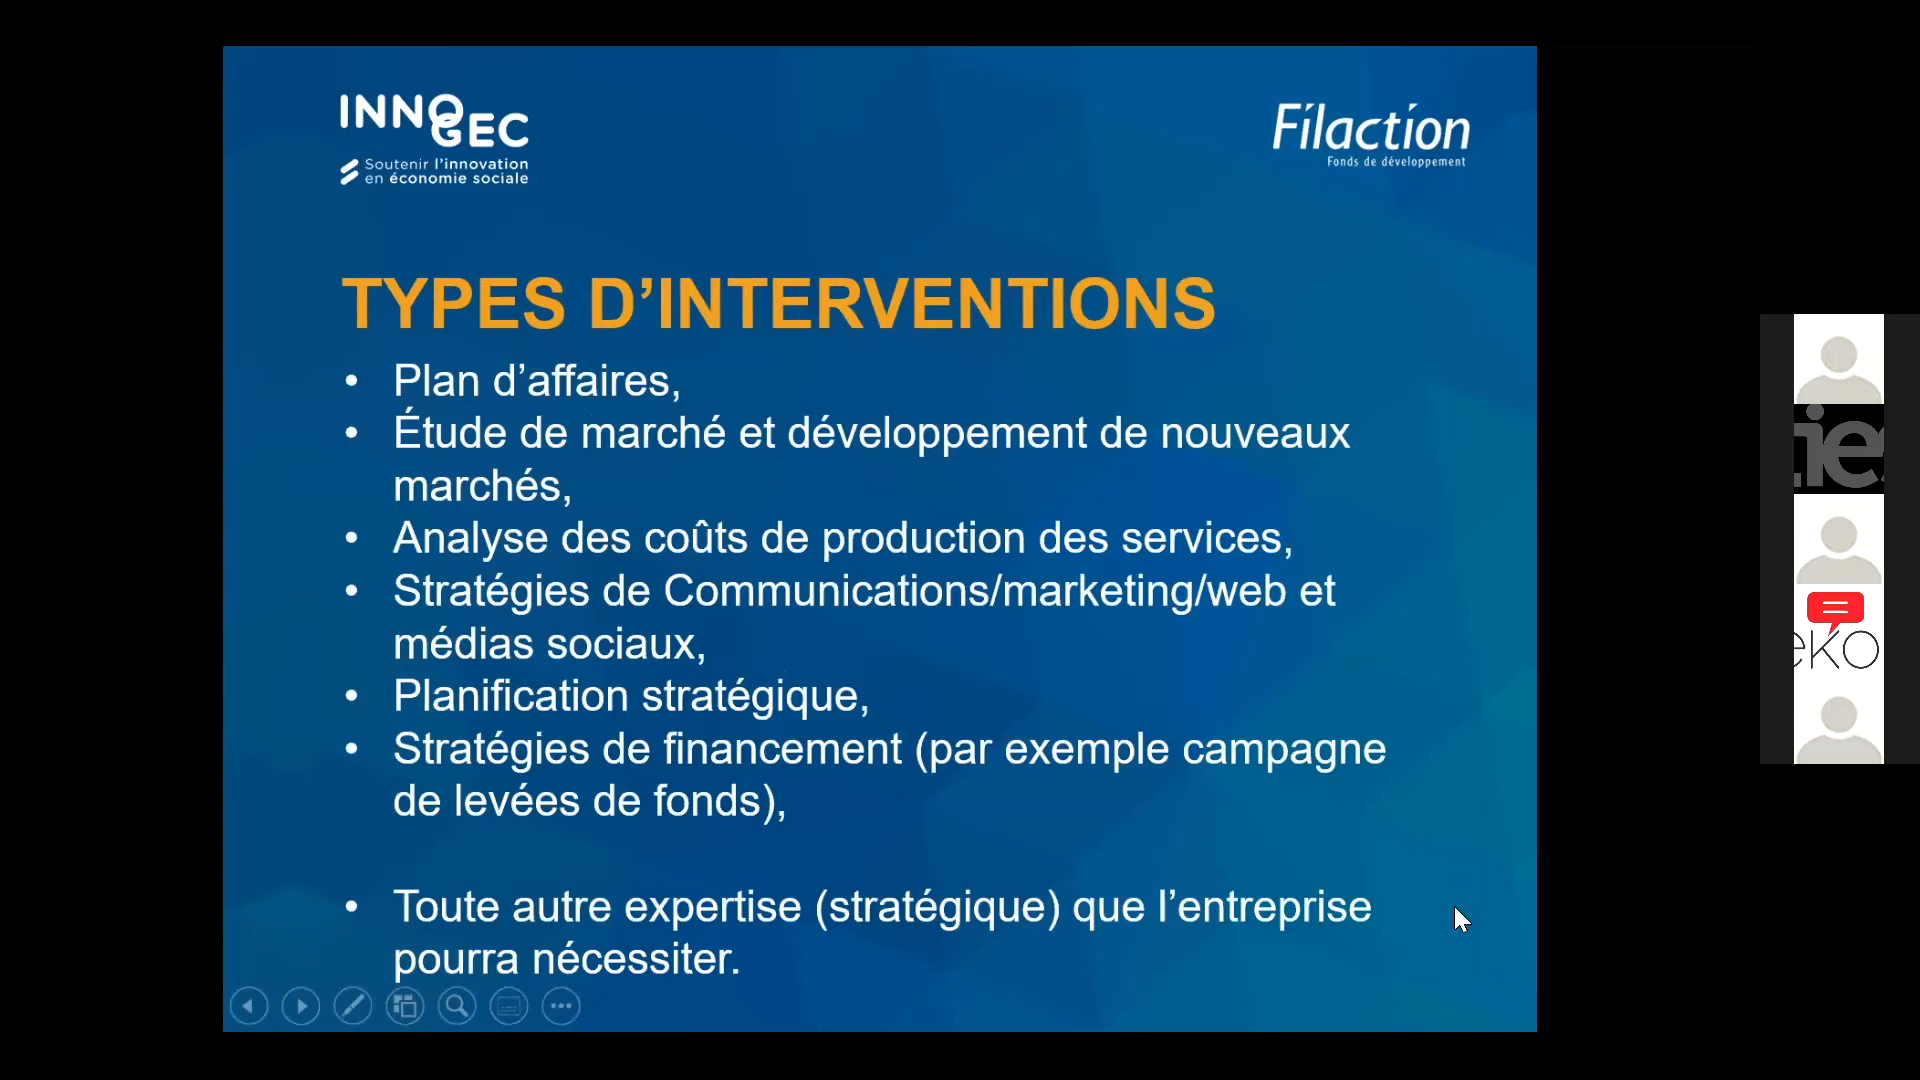 INNOGEC
Soutenir l'innovation
en économie sociale
Filaction
Fonds de développement
TYPES D'INTERVENTIONS
• Plan d'affaires,
• Étude de marché et développement de nouveaux
marchés,
• Analyse des coûts de production des services,
• Stratégies de Communications/marketing/web et
médias sociaux,
• Planification stratégique,
• Stratégies de financement (par exemple campagne
de levées de fonds),
• Toute autre expertise (stratégique) que l'entreprise
pourra nécessiter.
eko